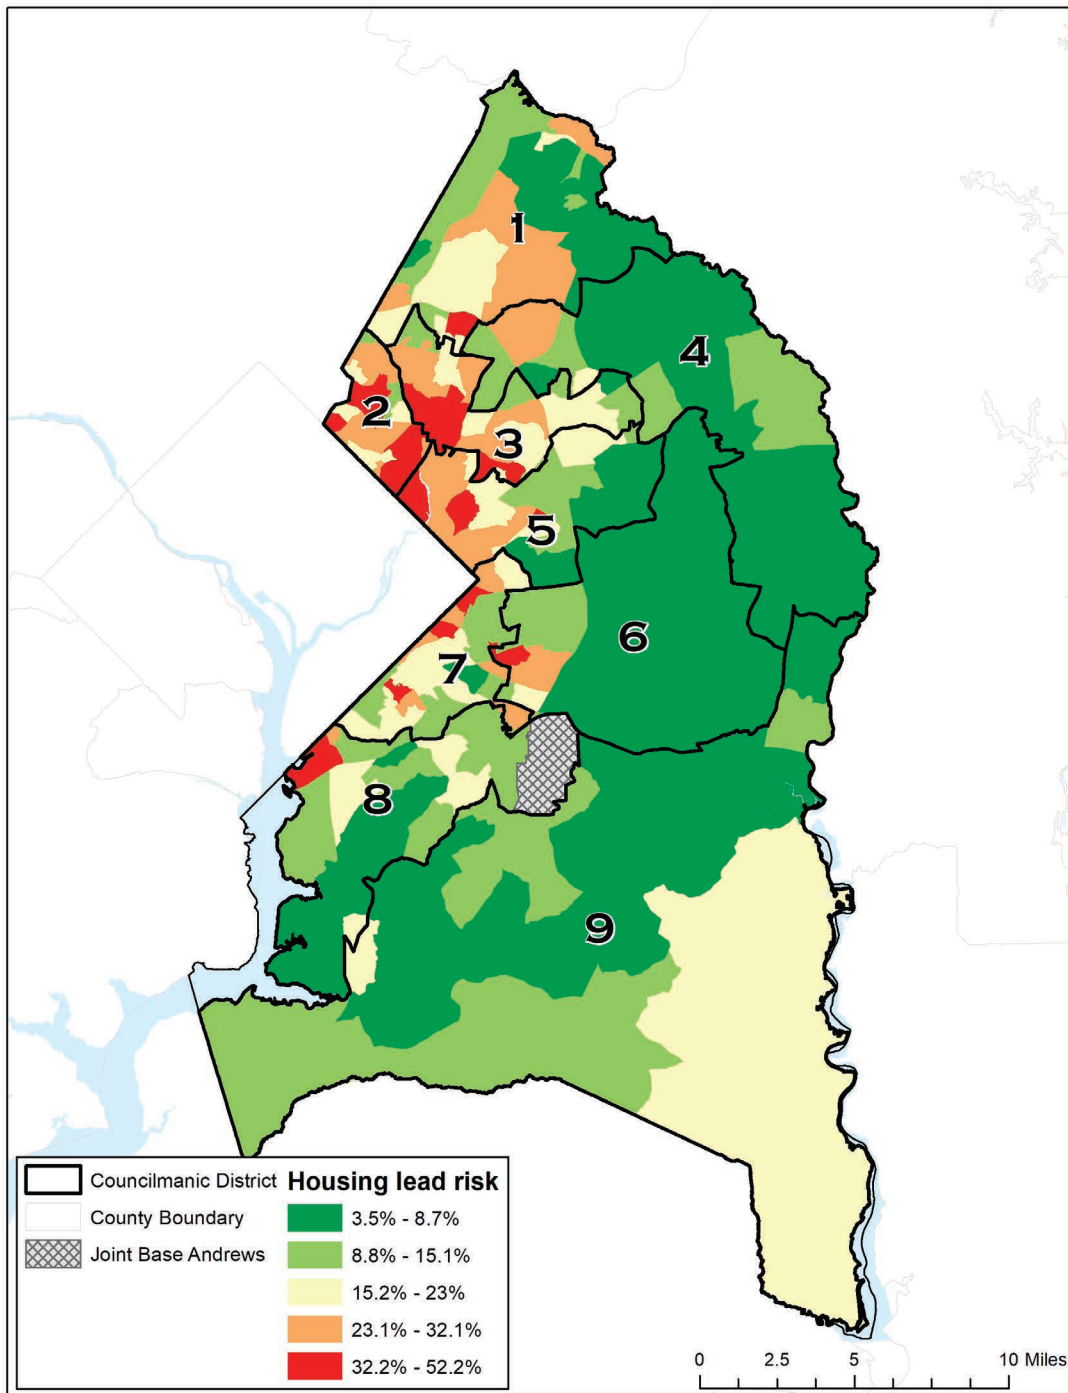 1
4
2
3
5
6
7
8
9
Councilmanic District
County Boundary
Joint Base Andrews
Housing lead risk
3.5% - 8.7%
8.8% - 15.1%
15.2% - 23%
23.1% - 32.1%
32.2% - 52.2%
0 2.5 5 10 Miles